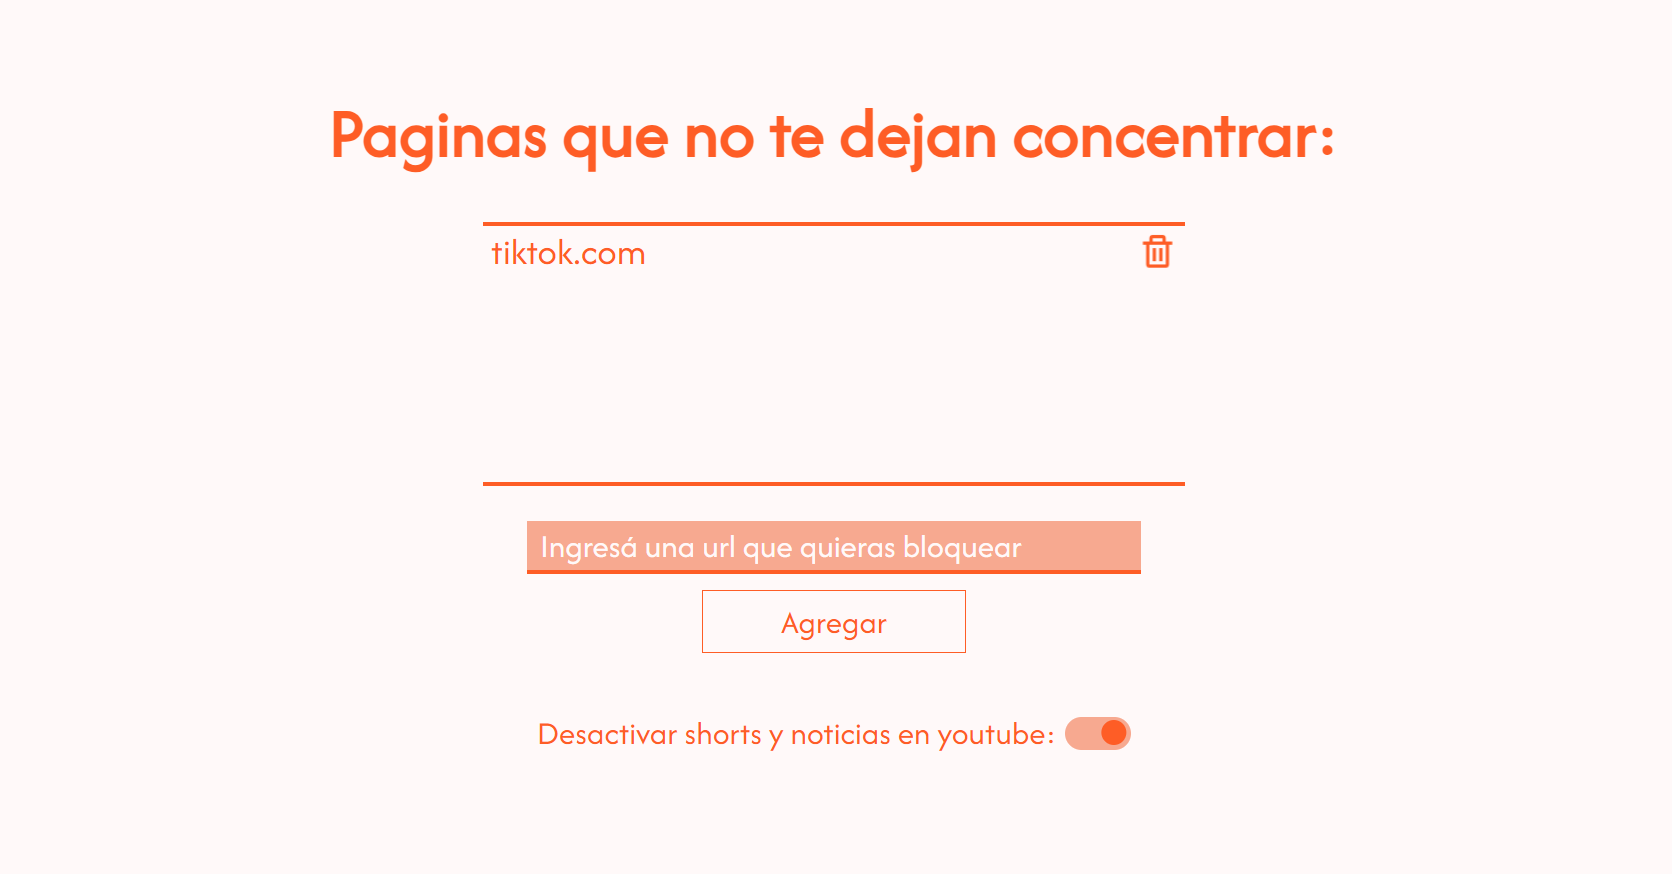 Paginas que no te dejan concentrar:
tiktok.com
Ingresá una url que quieras bloquear
Agregar
Desactivar shorts y noticias en youtube: